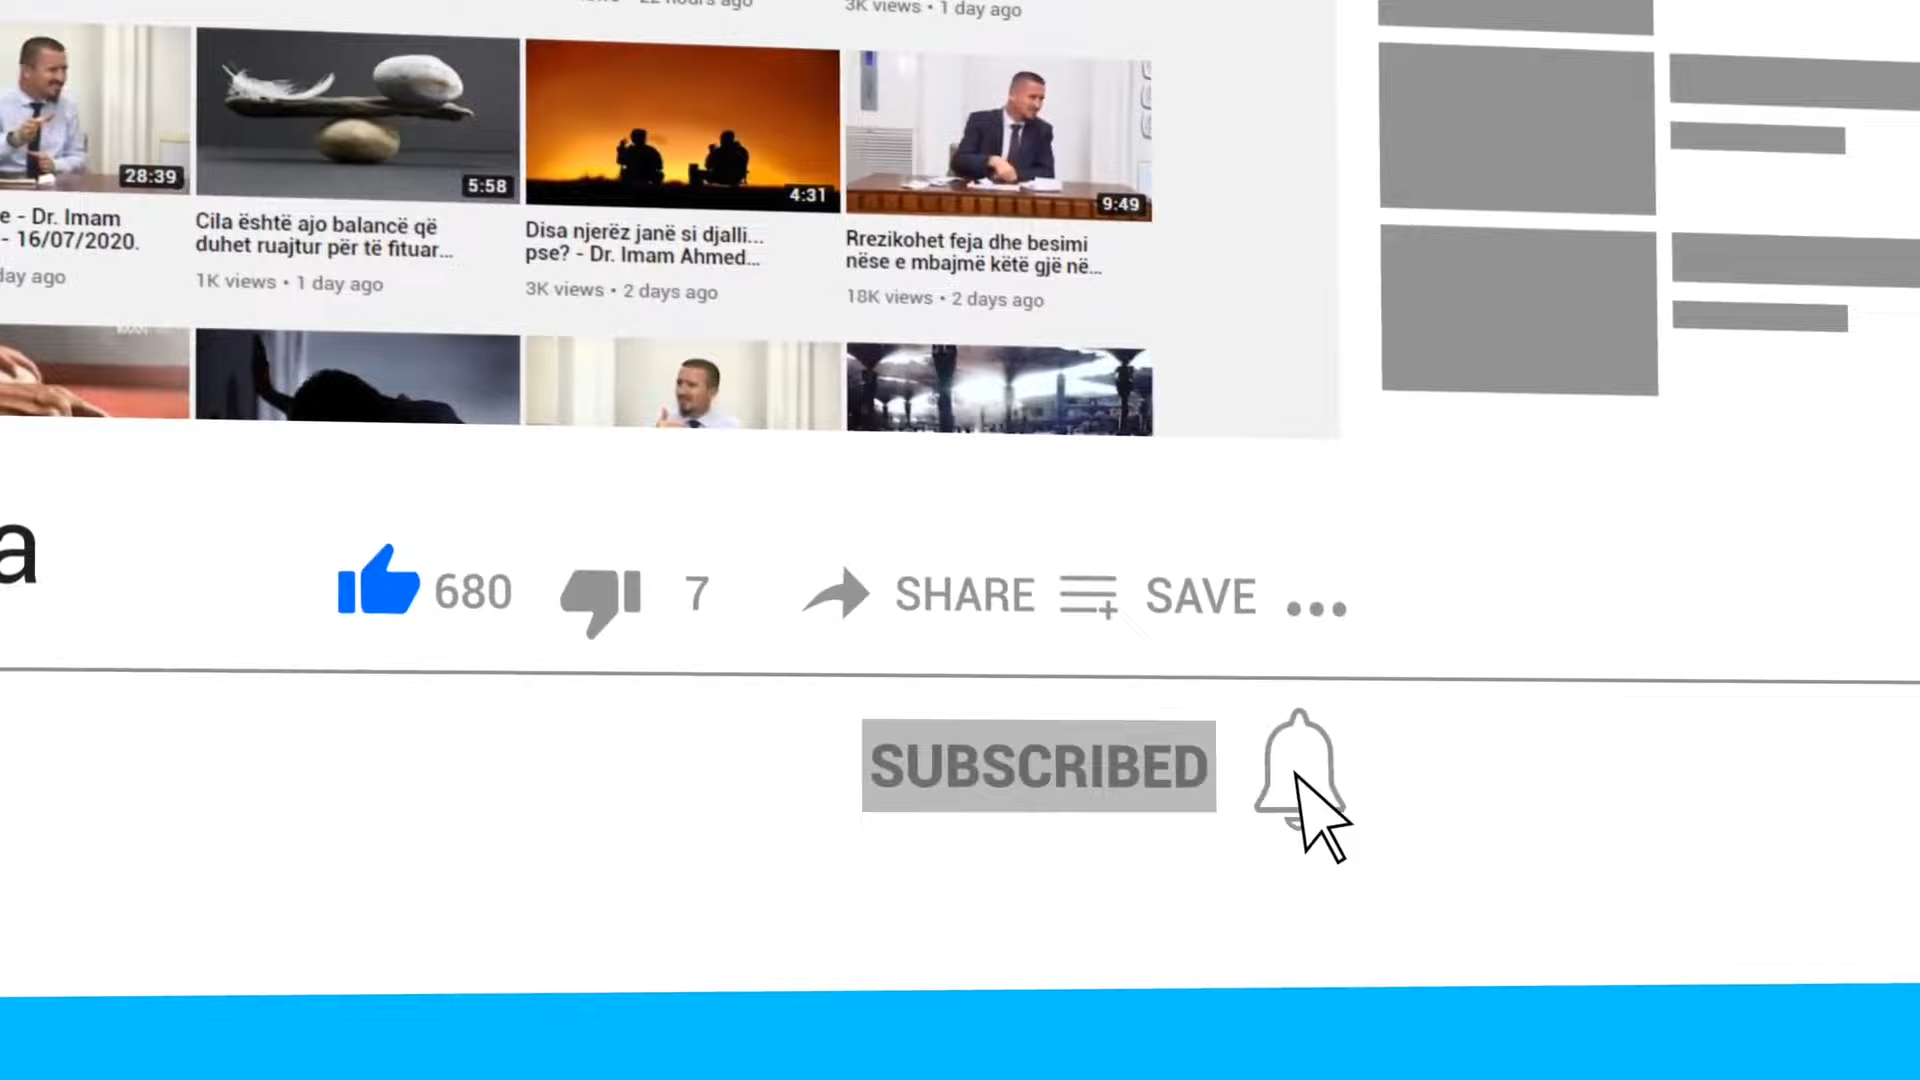 22 hours ago
3K views • 1 day ago
28:39
5:58
4:31
9:49
e - Dr. Imam
- 16/07/2020.
day ago
Cila është ajo balancë që
duhet ruajtur për të fituar...
1K views • 1 day ago
Disa njerëz janë si djalli...
pse? - Dr. Imam Ahmed...
3K views • 2 days ago
Rrezikohet feja dhe besimi
nëse e mbajmë këtë gjë në...
18K views • 2 days ago
a
680
7
SHARE
SAVE
SUBSCRIBED